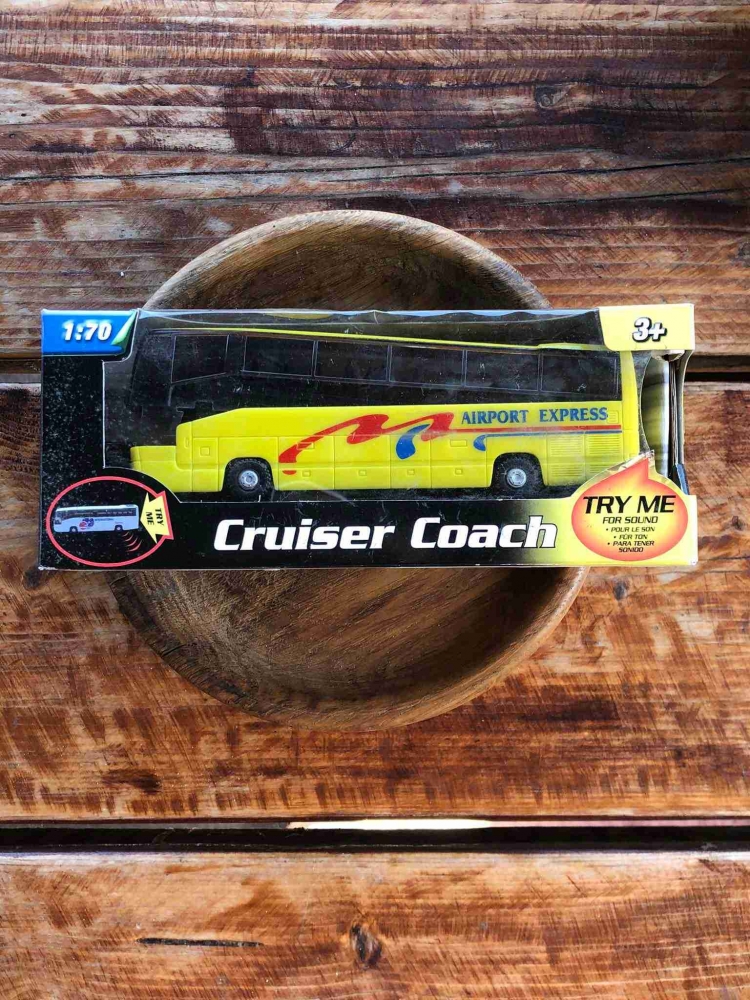 1:70
3+
AIRPORT EXPRESS
TRY ME
FOR SOUND
• POUR LE SON
• FÜR TON
• PARA TENER
SONIDO
TRY
ME
Cruiser Coach